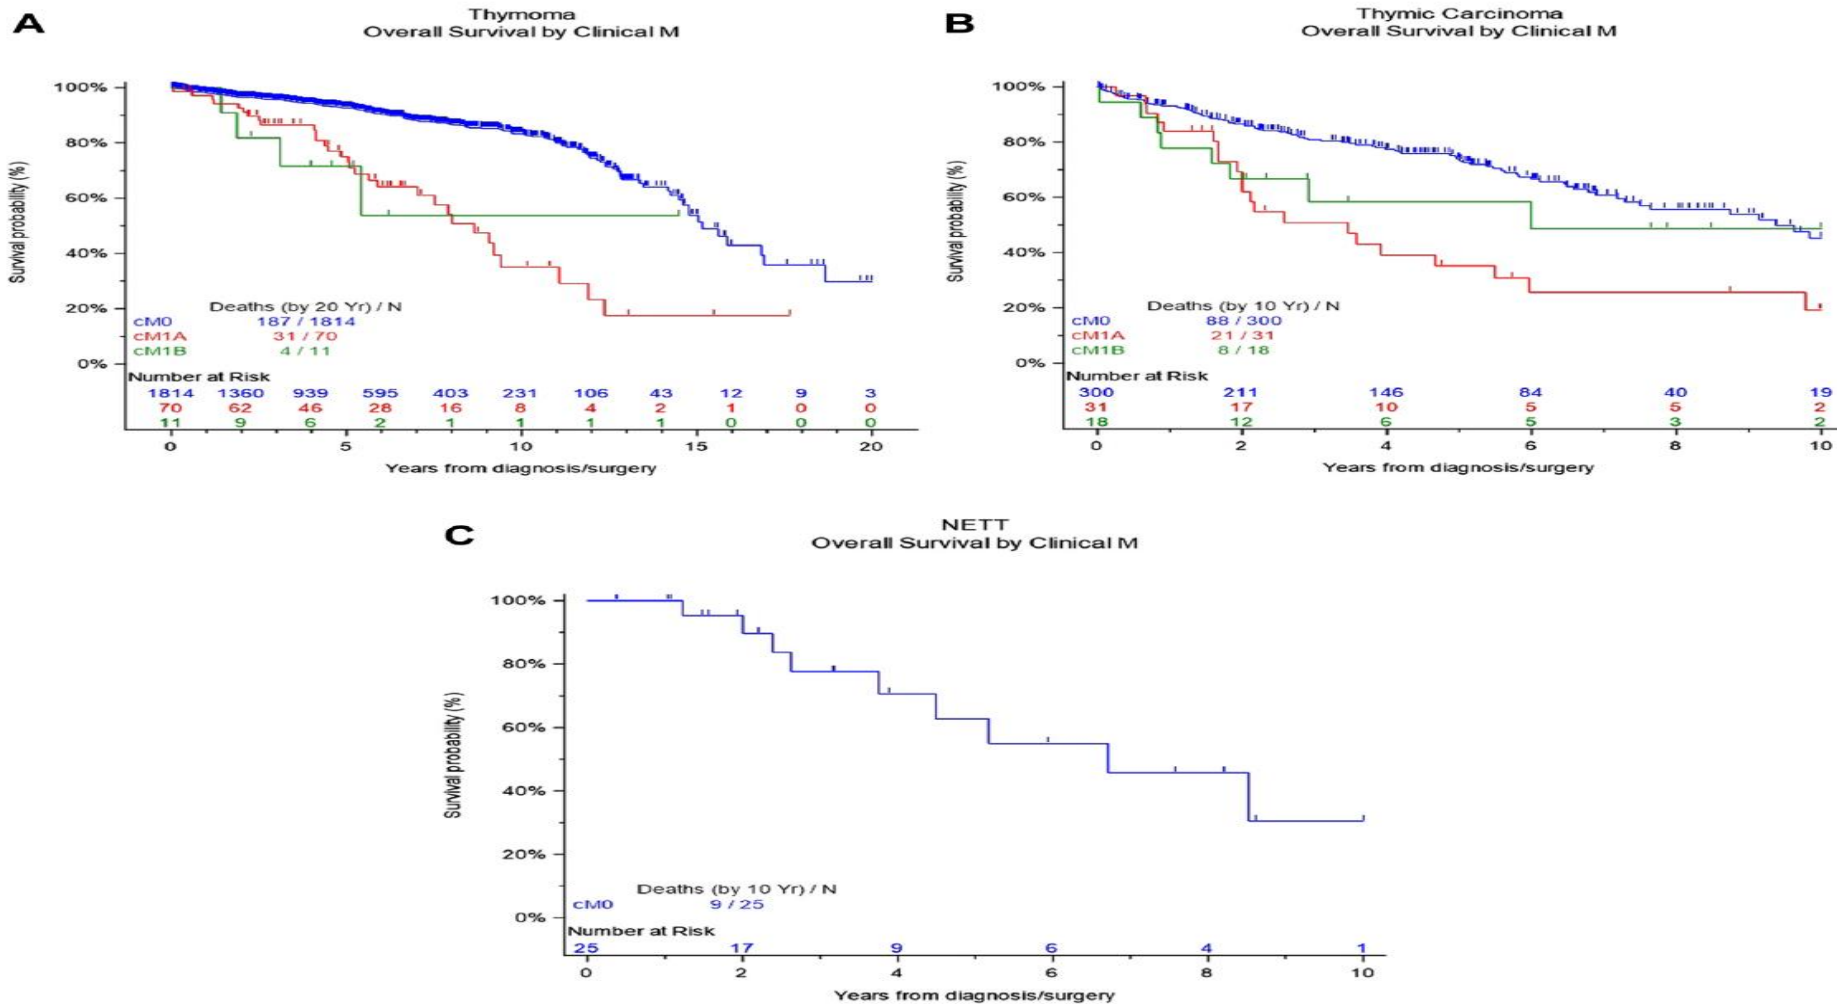 A
Thymoma
Overall Survival by Clinical M
Survival probability (%)
100%
80%
60%
40%
20%
0%
Deaths (by 20 Yr) / N
cM0 187 / 1814
cM1A 31 / 70
cM1B 4 / 11
Number at Risk
1814 1360 939 595 403 231 106 43 12 9 3
70 62 46 28 16 8 4 2 1 0 0
11 9 6 2 1 1 1 1 0 0 0
0 5 10 15 20
Years from diagnosis/surgery
B
Thymic Carcinoma
Overall Survival by Clinical M
Survival probability (%)
100%
80%
60%
40%
20%
0%
Deaths (by 10 Yr) / N
cM0 88 / 300
cM1A 21 / 31
cM1B 8 / 18
Number at Risk
300 211 146 84 40 19
31 17 10 5 5 2
18 12 6 5 3 2
0 2 4 6 8 10
Years from diagnosis/surgery
C
NETT
Overall Survival by Clinical M
Survival probability (%)
100%
80%
60%
40%
20%
0%
Deaths (by 10 Yr) / N
cM0 9 / 25
Number at Risk
25 17 9 6 4 1
0 2 4 6 8 10
Years from diagnosis/surgery